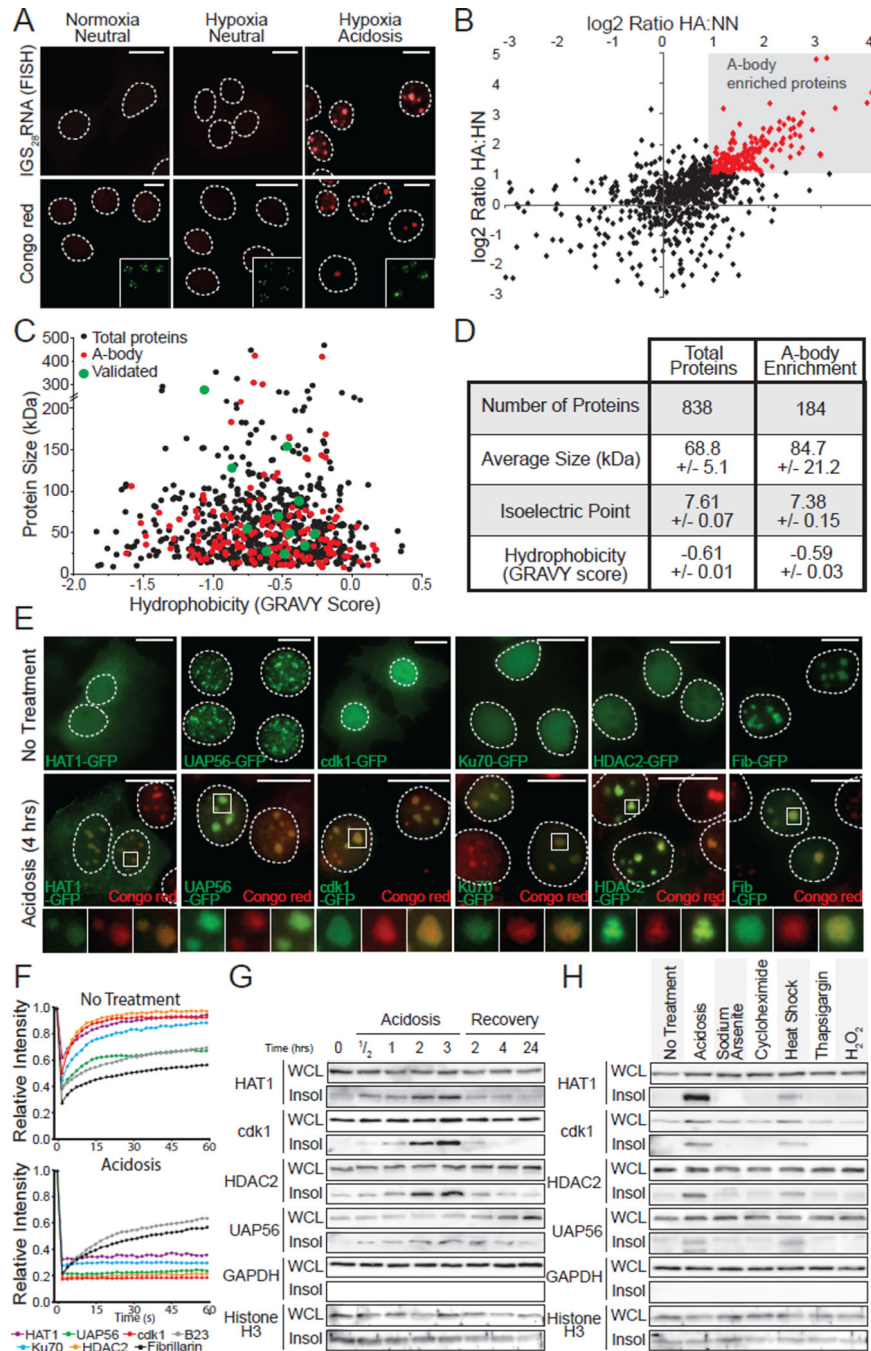 A
Normoxia Neutral
Hypoxia Neutral
Hypoxia Acidosis
IGS28RNA (FISH)
Congo red
B
log2 Ratio HA:NN
-3 -2 -1 0 1 2 3 4
log2 Ratio HA:HN
5
4
3
2
1
0
-1
-2
-3
A-body
enriched proteins
C
Total proteins
A-body
Validated
Protein Size (kDa)
500
400
300
200
150
100
50
0
-2.0 -1.5 -1.0 -0.5 0.0 0.5
Hydrophobicity (GRAVY Score)
D
Total Proteins
A-body Enrichment
Number of Proteins 838 184
Average Size (kDa) 68.8 +/- 5.1 84.7 +/- 21.2
Isoelectric Point 7.61 +/- 0.07 7.38 +/- 0.15
Hydrophobicity (GRAVY score) -0.61 +/- 0.01 -0.59 +/- 0.03
E
No Treatment
HAT1-GFP UAP56-GFP cdk1-GFP Ku70-GFP HDAC2-GFP Fib-GFP
Acidosis (4 hrs)
HAT1 -GFP Congo red
UAP56 -GFP Congo red
cdk1 -GFP Congo red
Ku70 -GFP Congo red
HDAC2 -GFP Congo red
Fib -GFP Congo red
F
No Treatment
Relative Intensity
1.0
0.8
0.6
0.4
0.2
0.0
0 15 30 45 60
Acidosis
Relative Intensity
1.0
0.8
0.6
0.4
0.2
0.0
0 15 30 45 60
Time (s)
HAT1 UAP56 cdk1 B23
Ku70 HDAC2 Fibrillarin
G
Acidosis Recovery
Time (hrs) 0 1/2 1 2 3 2 4 24
HAT1 WCL
Insol
cdk1 WCL
Insol
HDAC2 WCL
Insol
UAP56 WCL
Insol
GAPDH WCL
Insol
Histone H3 WCL
Insol
H
No Treatment
Acidosis
Sodium Arsenite
Cycloheximide
Heat Shock
Thapsigargin
H2O2
HAT1 WCL
Insol
cdk1 WCL
Insol
HDAC2 WCL
Insol
UAP56 WCL
Insol
GAPDH WCL
Insol
Histone H3 WCL
Insol